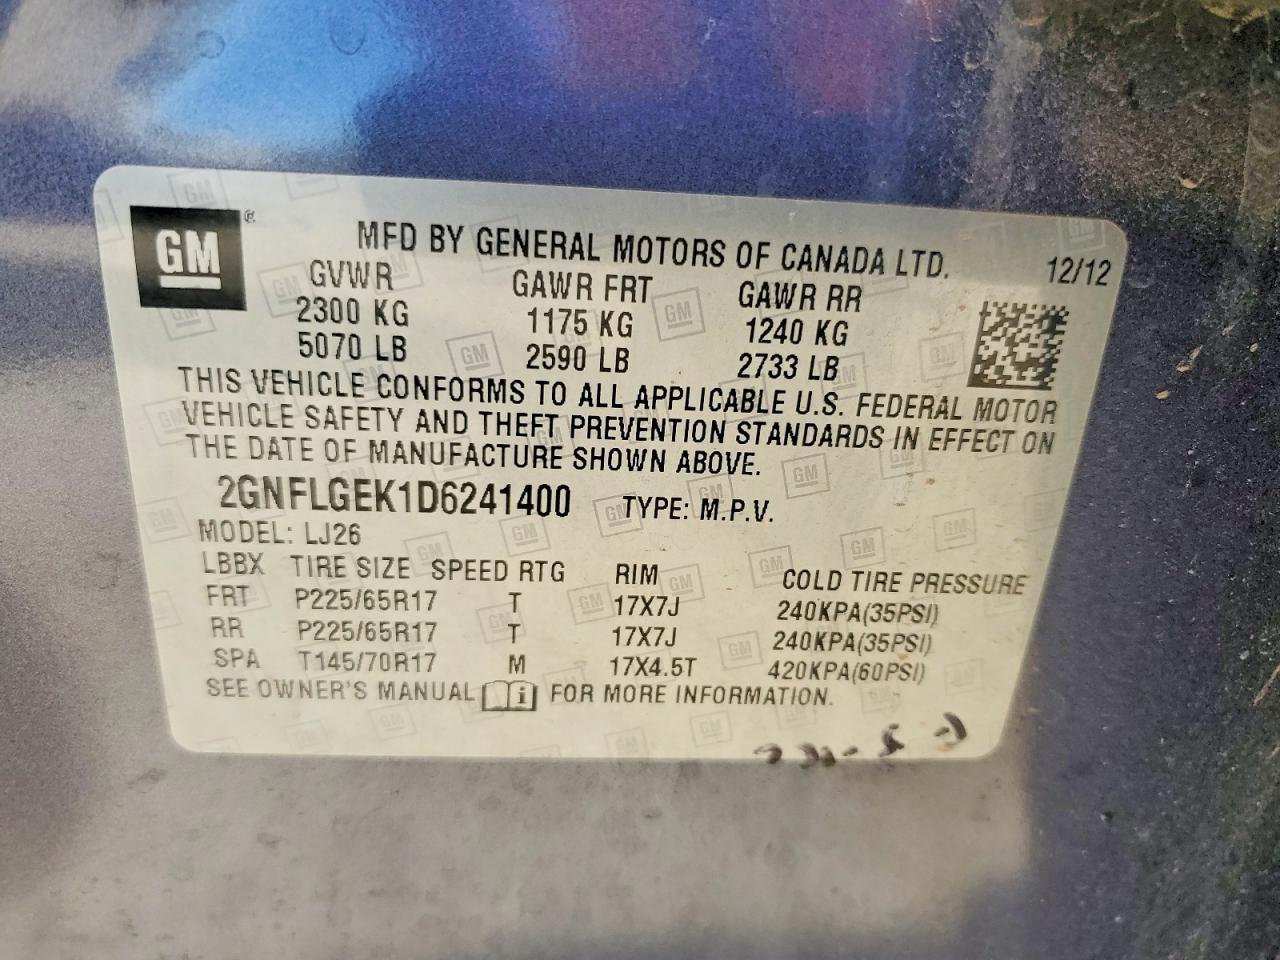 GM
MFD BY GENERAL MOTORS OF CANADA LTD. 12/12
GVWR GAWR FRT GAWR RR
2300 KG 1175 KG 1240 KG
5070 LB 2590 LB 2733 LB
THIS VEHICLE CONFORMS TO ALL APPLICABLE U.S. FEDERAL MOTOR
VEHICLE SAFETY AND THEFT PREVENTION STANDARDS IN EFFECT ON
THE DATE OF MANUFACTURE SHOWN ABOVE.
2GNFLGEK1D6241400 TYPE: M.P.V.
MODEL: LJ26
LBBX TIRE SIZE SPEED RTG RIM COLD TIRE PRESSURE
FRT P225/65R17 T 17X7J 240KPA(35PSI)
RR P225/65R17 T 17X7J 240KPA(35PSI)
SPA T145/70R17 M 17X4.5T 420KPA(60PSI)
SEE OWNER'S MANUAL i FOR MORE INFORMATION.